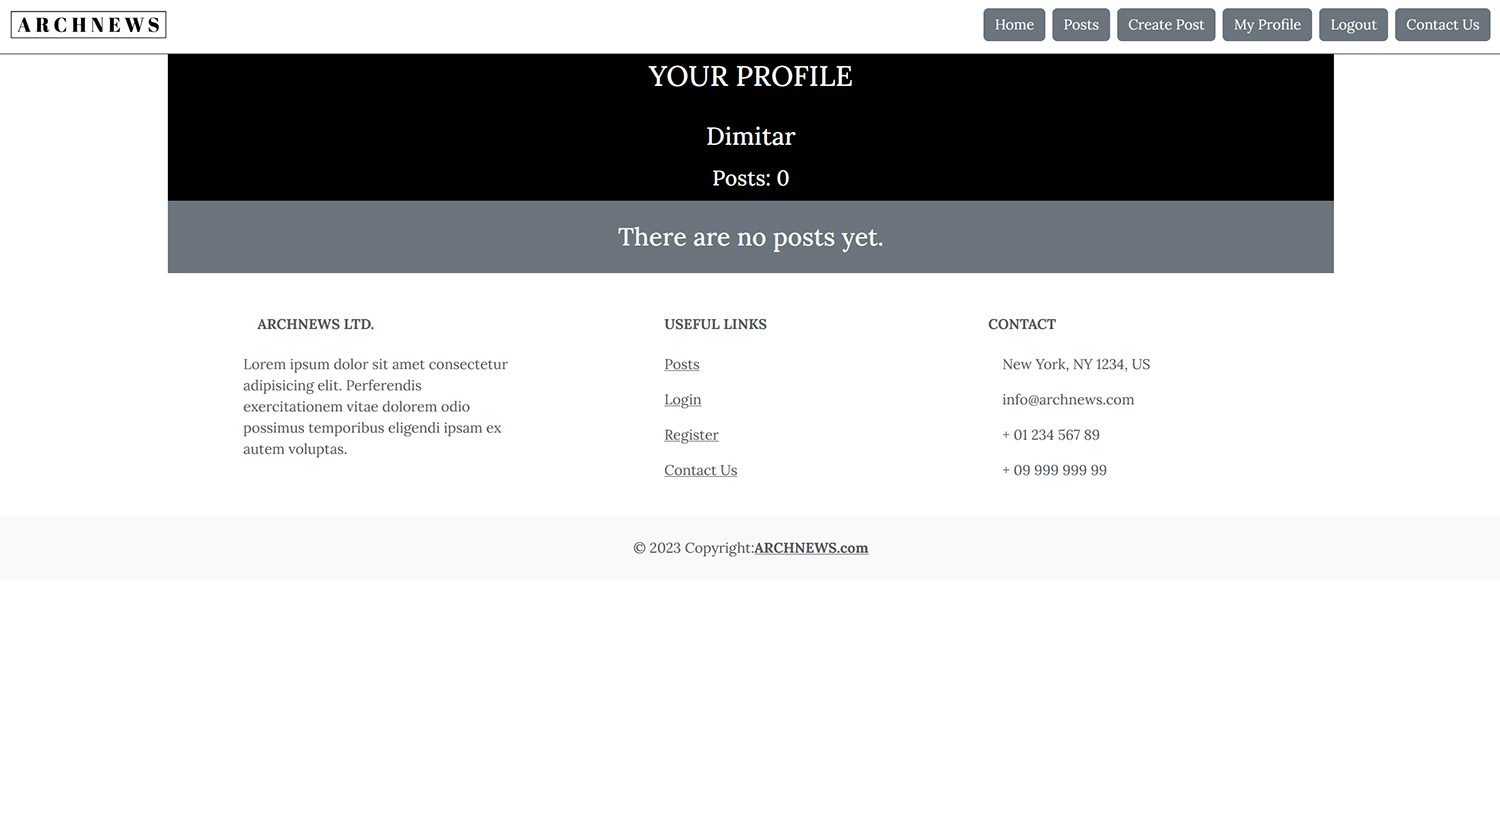 ARCHNEWS
Home
Posts
Create Post
My Profile
Logout
Contact Us
YOUR PROFILE
Dimitar
Posts: 0
There are no posts yet.
ARCHNEWS LTD.
Lorem ipsum dolor sit amet consectetur
adipisicing elit. Perferendis
exercitationem vitae dolorem odio
possimus temporibus eligendi ipsam ex
autem voluptas.
USEFUL LINKS
Posts
Login
Register
Contact Us
CONTACT
New York, NY 1234, US
info@archnews.com
+ 01 234 567 89
+ 09 999 999 99
© 2023 Copyright:ARCHNEWS.com